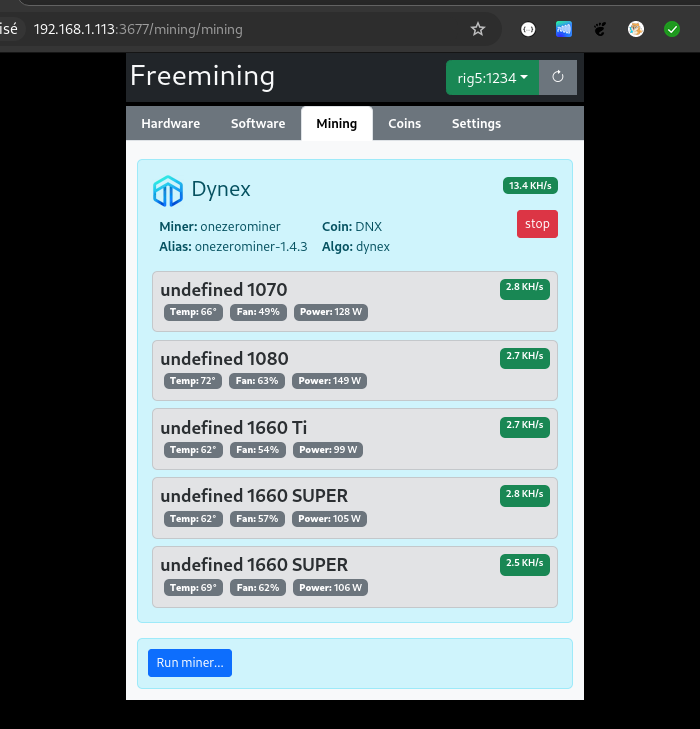 isé 192.168.1.113:3677/mining/mining
Freemining
rig5:1234
Hardware Software Mining Coins Settings
Dynex
13.4 KH/s
Miner: onezerominer Coin: DNX
stop
Alias: onezerominer-1.4.3 Algo: dynex
undefined 1070
2.8 KH/s
Temp: 66° Fan: 49% Power: 128 W
undefined 1080
2.7 KH/s
Temp: 72° Fan: 63% Power: 149 W
undefined 1660 Ti
2.7 KH/s
Temp: 62° Fan: 54% Power: 99 W
undefined 1660 SUPER
2.8 KH/s
Temp: 62° Fan: 57% Power: 105 W
undefined 1660 SUPER
2.5 KH/s
Temp: 69° Fan: 62% Power: 106 W
Run miner...